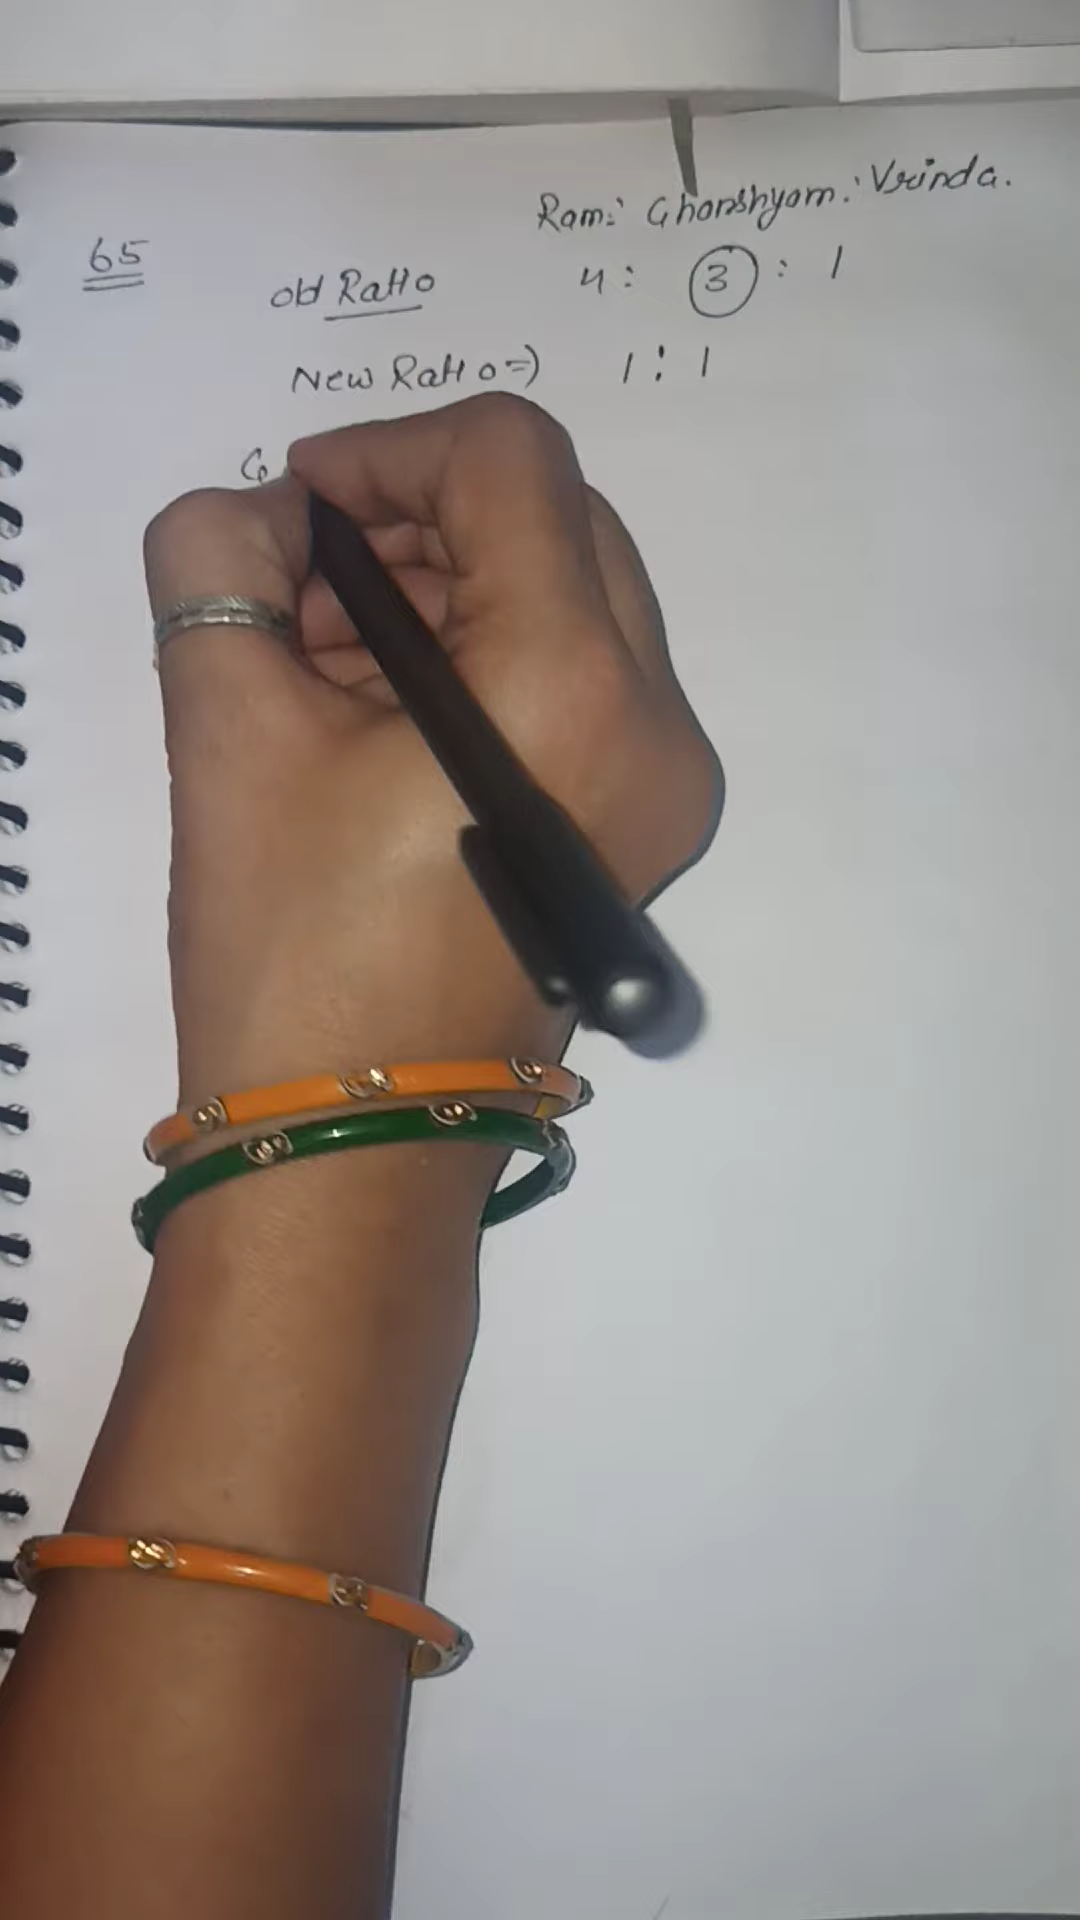 Ram: Ghanshyam: Vrinda.
65
old Ratio 4: 3 : 1
New Ratio => 1 : 1
G